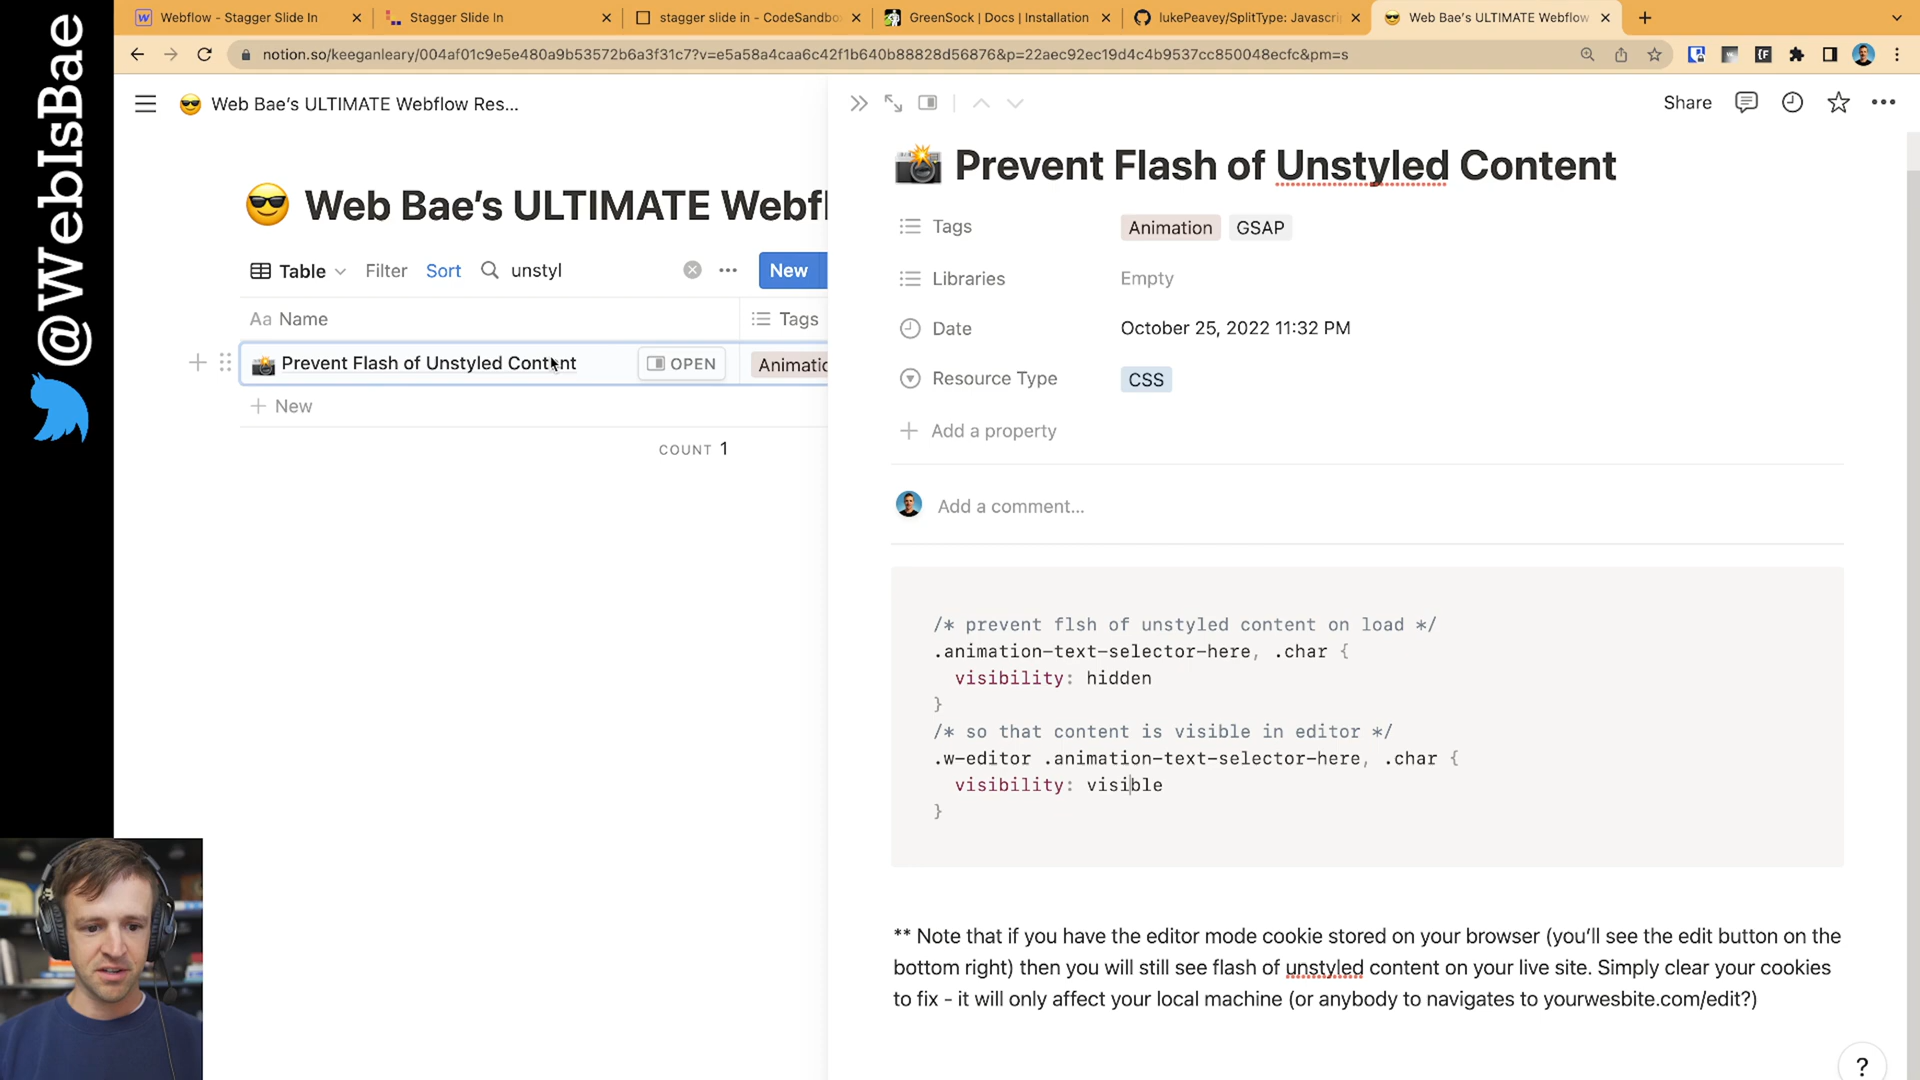 @WebIsBae
Webflow - Stagger Slide In
Stagger Slide In
stagger slide in - CodeSandbo
GreenSock | Docs | Installation
lukePeavey/SplitType: Javascri
Web Bae's ULTIMATE Webflow
notion.so/keeganleary/004af01c9e5e480a9b53572b6a3f31c7?v=e5a58a4caa6c42f1b640b88828d56876&p=22aec92ec19d4c4b9537cc850048ecfc&pm=s
Web Bae's ULTIMATE Webflow Res...
Share
Web Bae's ULTIMATE Webfl
Table
Filter
Sort
unstyl
New
Aa Name
Tags
Prevent Flash of Unstyled Content
OPEN
Animatic
New
COUNT 1
Prevent Flash of Unstyled Content
Tags
Animation GSAP
Libraries
Empty
Date
October 25, 2022 11:32 PM
Resource Type
CSS
Add a property
Add a comment...
/* prevent flsh of unstyled content on load */
.animation-text-selector-here, .char {
visibility: hidden
}
/* so that content is visible in editor */
.w-editor .animation-text-selector-here, .char {
visibility: visible
}
** Note that if you have the editor mode cookie stored on your browser (you'll see the edit button on the
bottom right) then you will still see flash of unstyled content on your live site. Simply clear your cookies
to fix - it will only affect your local machine (or anybody to navigates to yourwesbite.com/edit?)
?